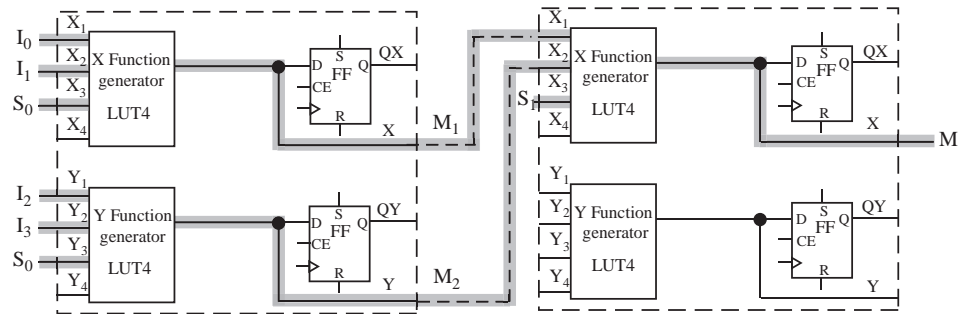 X1
I0
X2
X Function
generator
LUT4
I1
X3
S0
X4
S
D
Q
QX
FF
CE
R
X
M1
Y1
I2
Y2
Y Function
generator
LUT4
I3
Y3
S0
Y4
S
D
Q
QY
FF
CE
R
Y
M2
X1
X2
X Function
generator
LUT4
X3
S1
X4
S
D
Q
QX
FF
CE
R
X
M
Y1
Y2
Y Function
generator
LUT4
Y3
Y4
S
D
Q
QY
FF
CE
R
Y